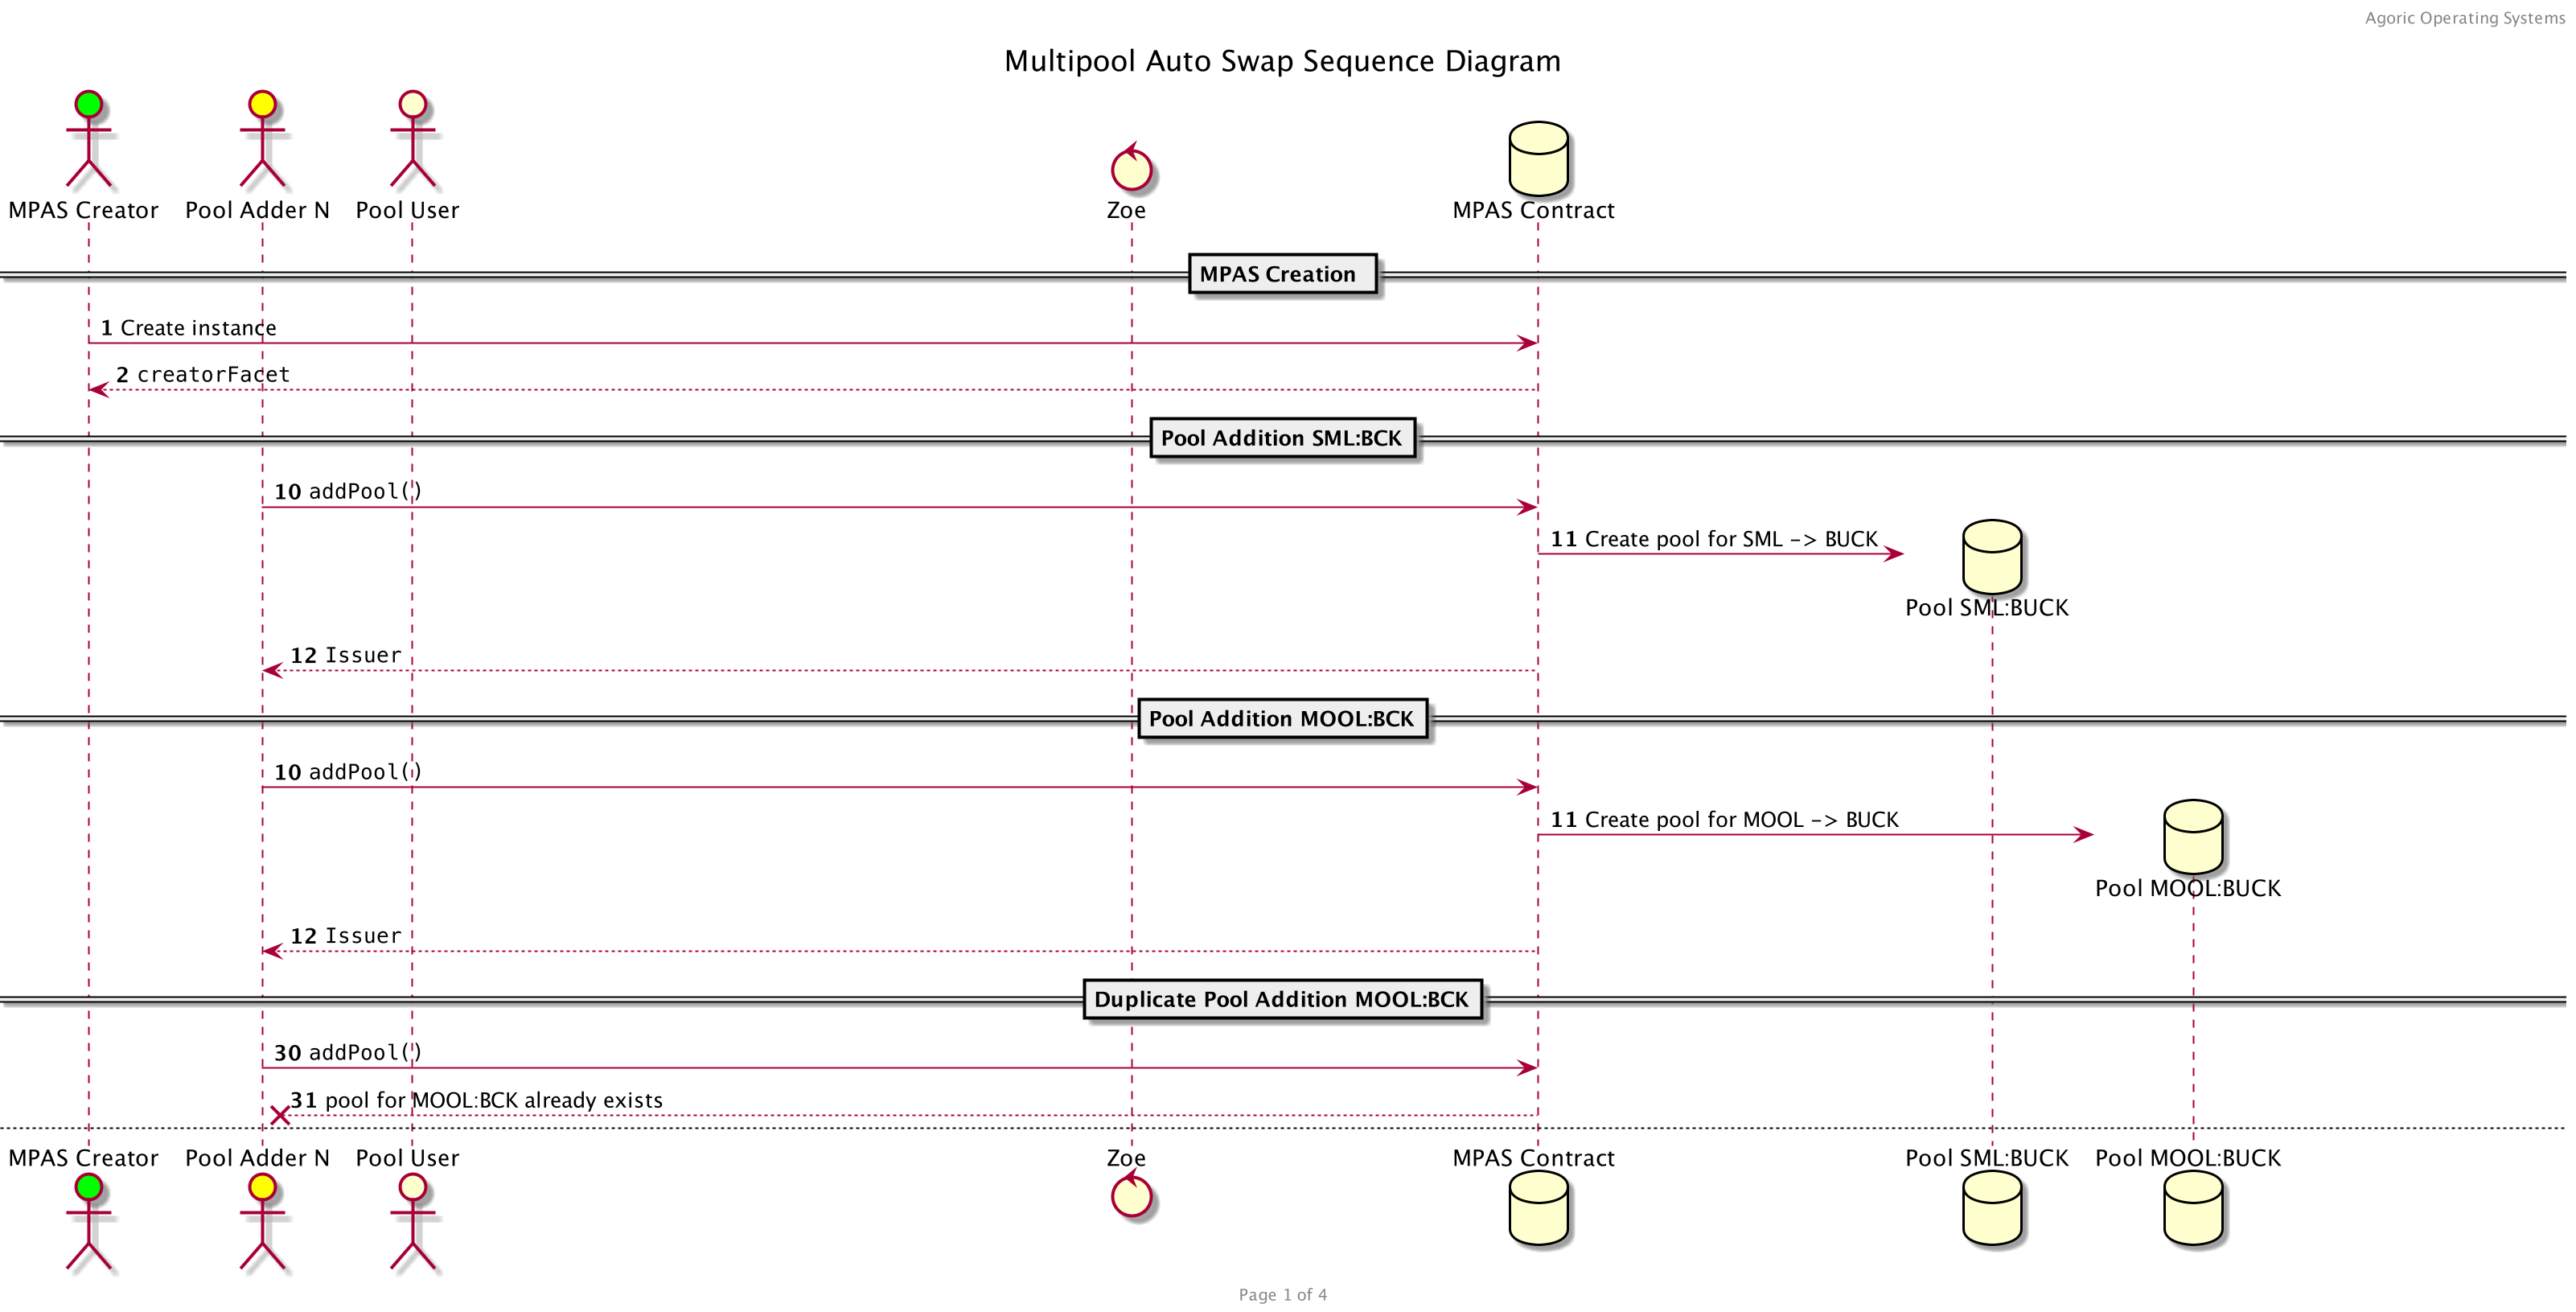 Agoric Operating Systems
Multipool Auto Swap Sequence Diagram
MPAS Creator Pool Adder N Pool User Zoe MPAS Contract
MPAS Creation
1 Create instance
2 creatorFacet
Pool Addition SML:BCK
10 addPool()
11 Create pool for SML -> BUCK
Pool SML:BUCK
12 Issuer
Pool Addition MOOL:BCK
10 addPool()
11 Create pool for MOOL -> BUCK
Pool MOOL:BUCK
12 Issuer
Duplicate Pool Addition MOOL:BCK
30 addPool()
31 pool for MOOL:BCK already exists
MPAS Creator Pool Adder N Pool User Zoe MPAS Contract Pool SML:BUCK Pool MOOL:BUCK
Page 1 of 4